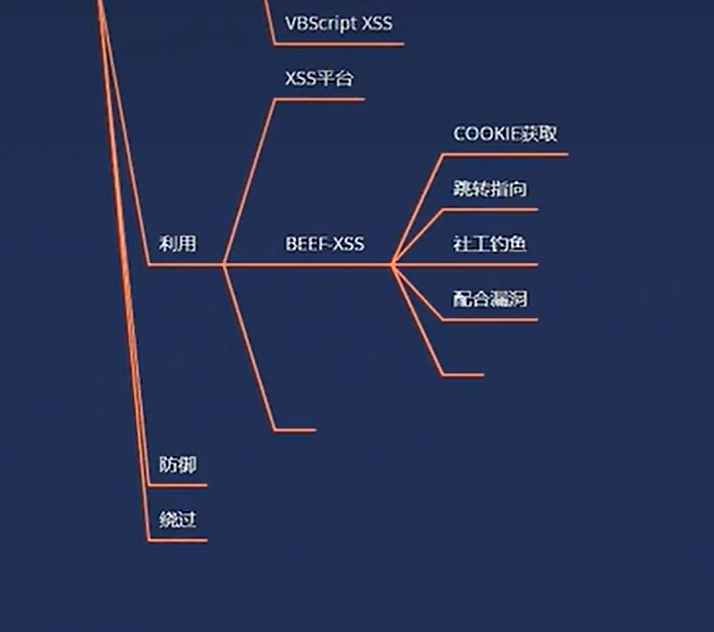 VBScript XSS
XSS平台
COOKIE获取
跳转指向
利用
BEEF-XSS
社工钓鱼
配合漏洞
防御
绕过